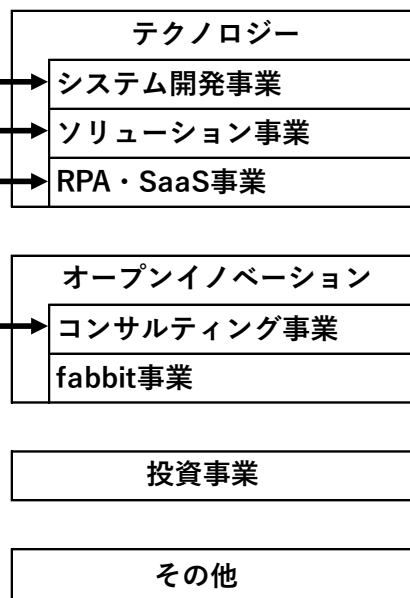 テクノロジー
システム開発事業
ソリューション事業
RPA・SaaS事業
オープンイノベーション
コンサルティング事業
fabbit事業
投資事業
その他